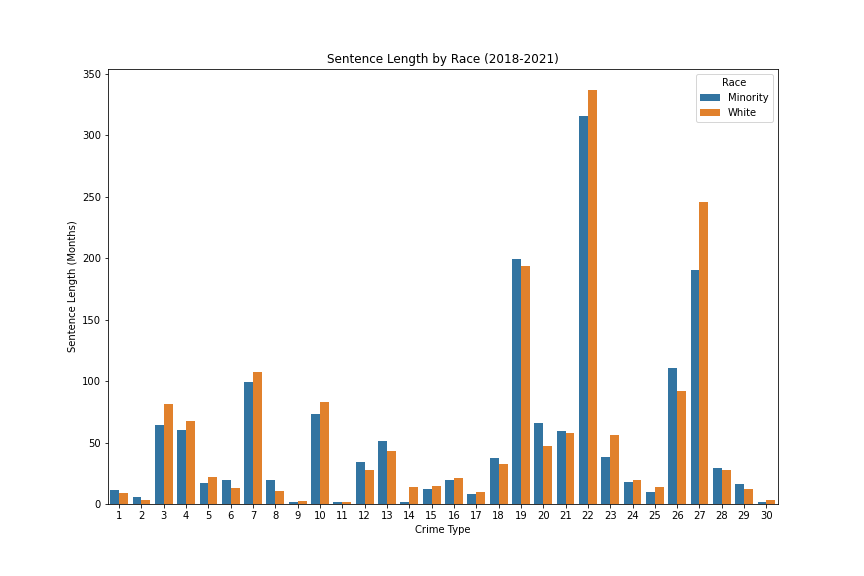 Sentence Length by Race (2018-2021)
Race
Minority
White
350
300
250
200
150
100
50
0
Sentence Length (Months)
1 2 3 4 5 6 7 8 9 10 11 12 13 14 15 16 17 18 19 20 21 22 23 24 25 26 27 28 29 30
Crime Type